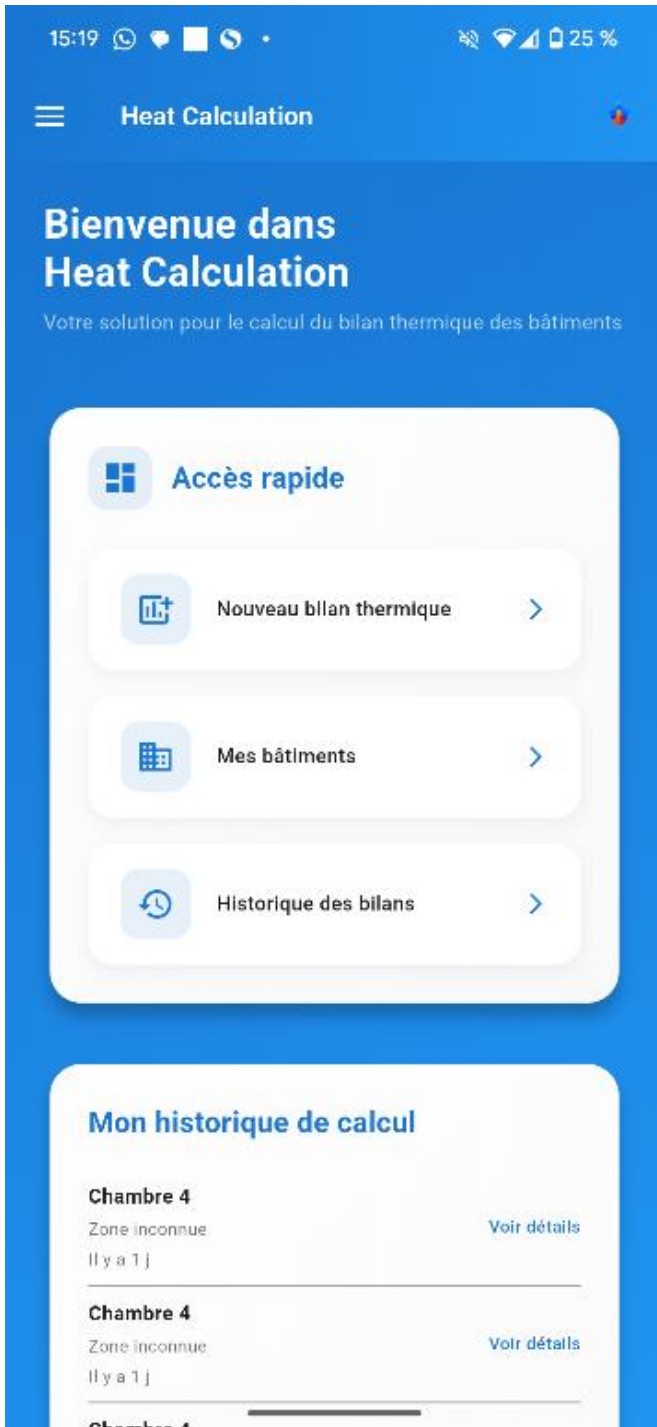 15:19
25 %
Heat Calculation
Bienvenue dans
Heat Calculation
Votre solution pour le calcul du bilan thermique des bâtiments
Accès rapide
Nouveau bilan thermique
Mes bâtiments
Historique des bilans
Mon historique de calcul
Chambre 4
Zone inconnue
Voir détails
Il y a 1 j
Chambre 4
Zone inconnue
Voir détails
Il y a 1 j
Chambre 4